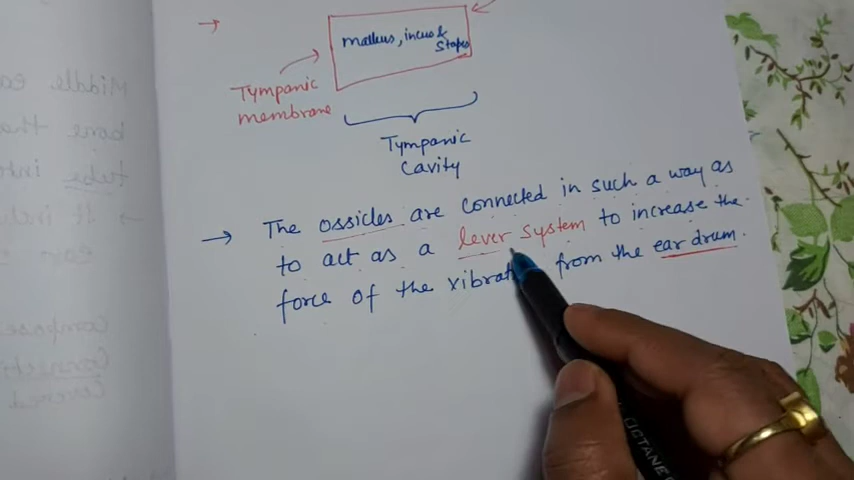 →
malleus, incus &
Stapes
Tympanic
membrane
Tympanic
Cavity
→ The ossicles are connected in such a way as
to act as a lever system to increase the
force of the from the ear drum.